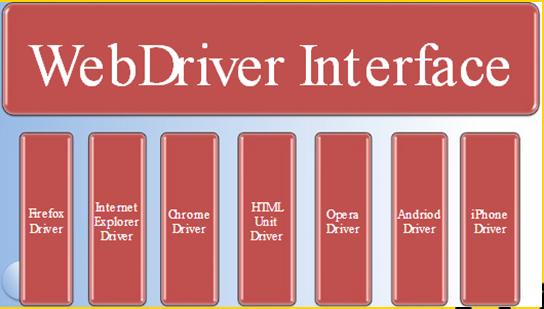 WebDriver Interface
Firefox
Driver
Internet
Explorer
Driver
Chrome
Driver
HTML
Unit
Driver
Opera
Driver
Andriod
Driver
iPhone
Driver